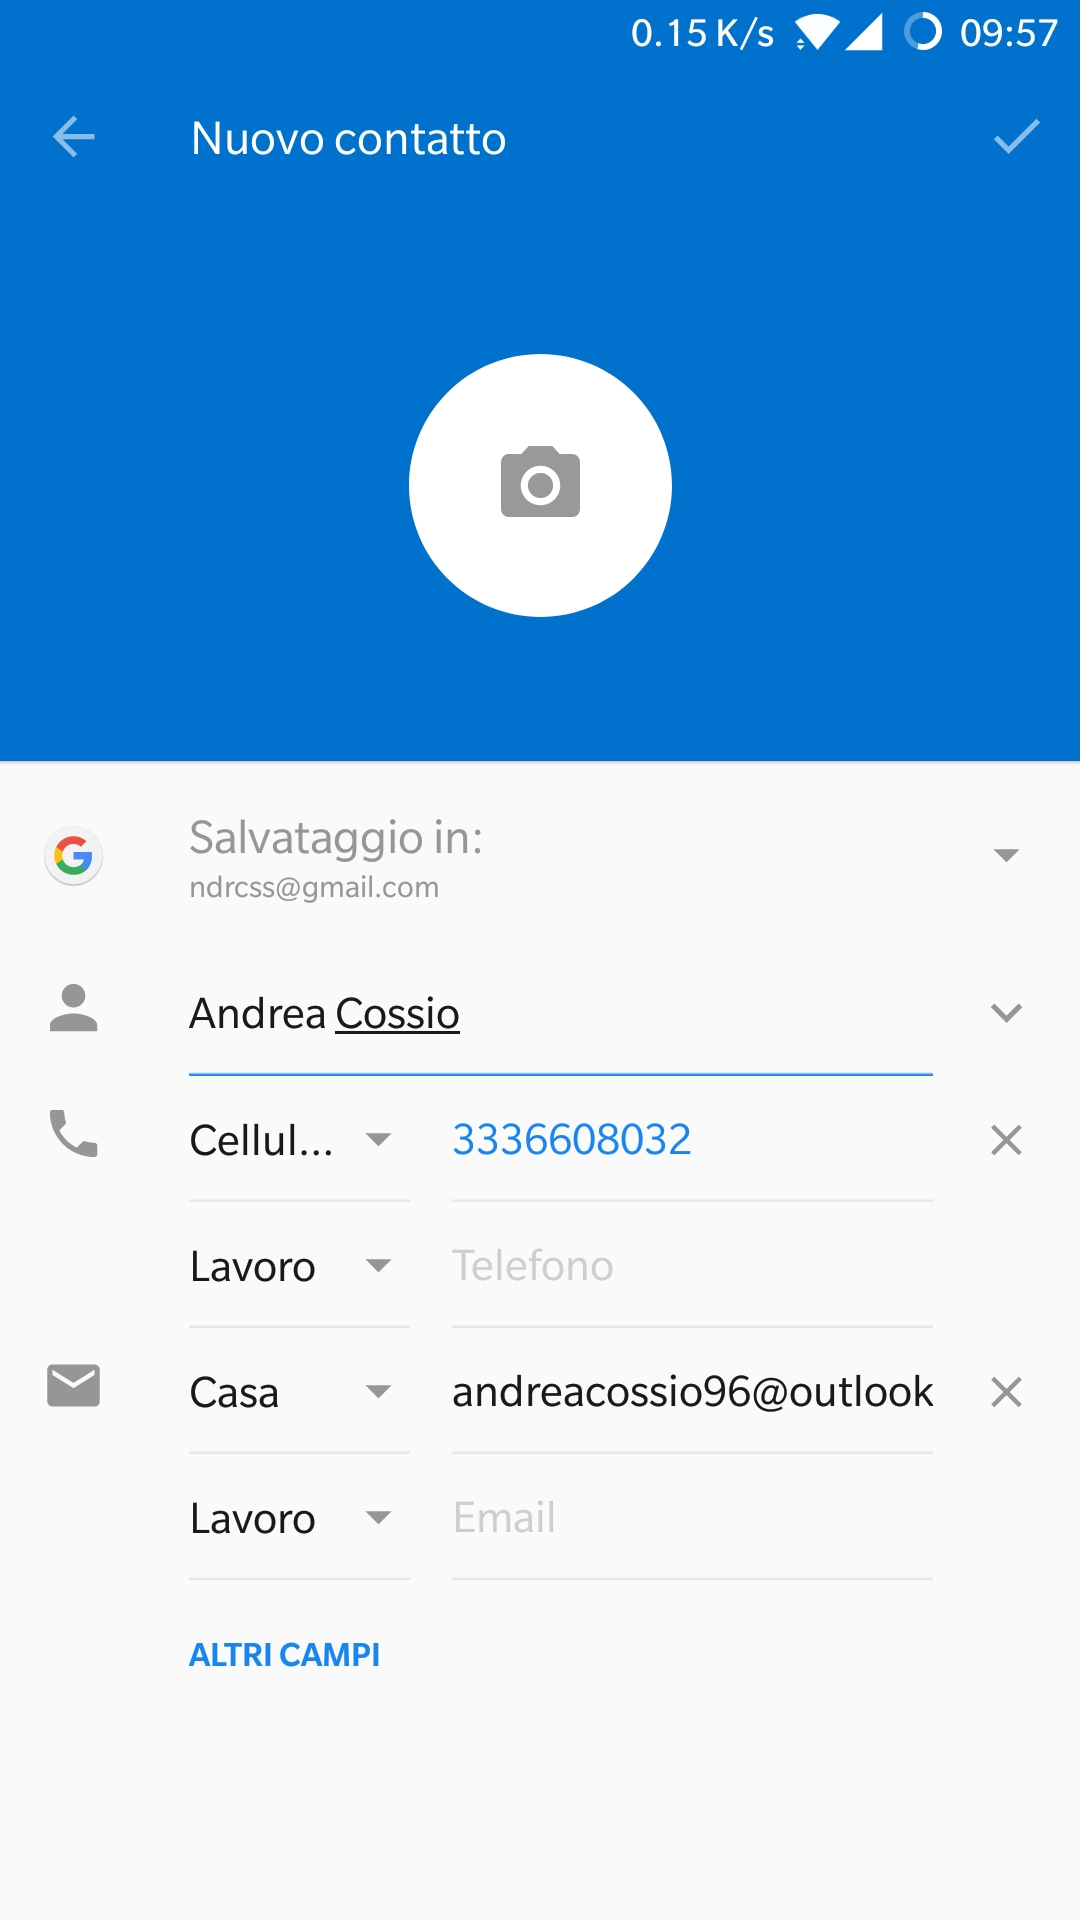 0.15 K/s 09:57
Nuovo contatto
Salvataggio in:
ndrcss@gmail.com
Andrea Cossio
Cellul... 3336608032
Lavoro Telefono
Casa andreacossio96@outlook
Lavoro Email
ALTRI CAMPI